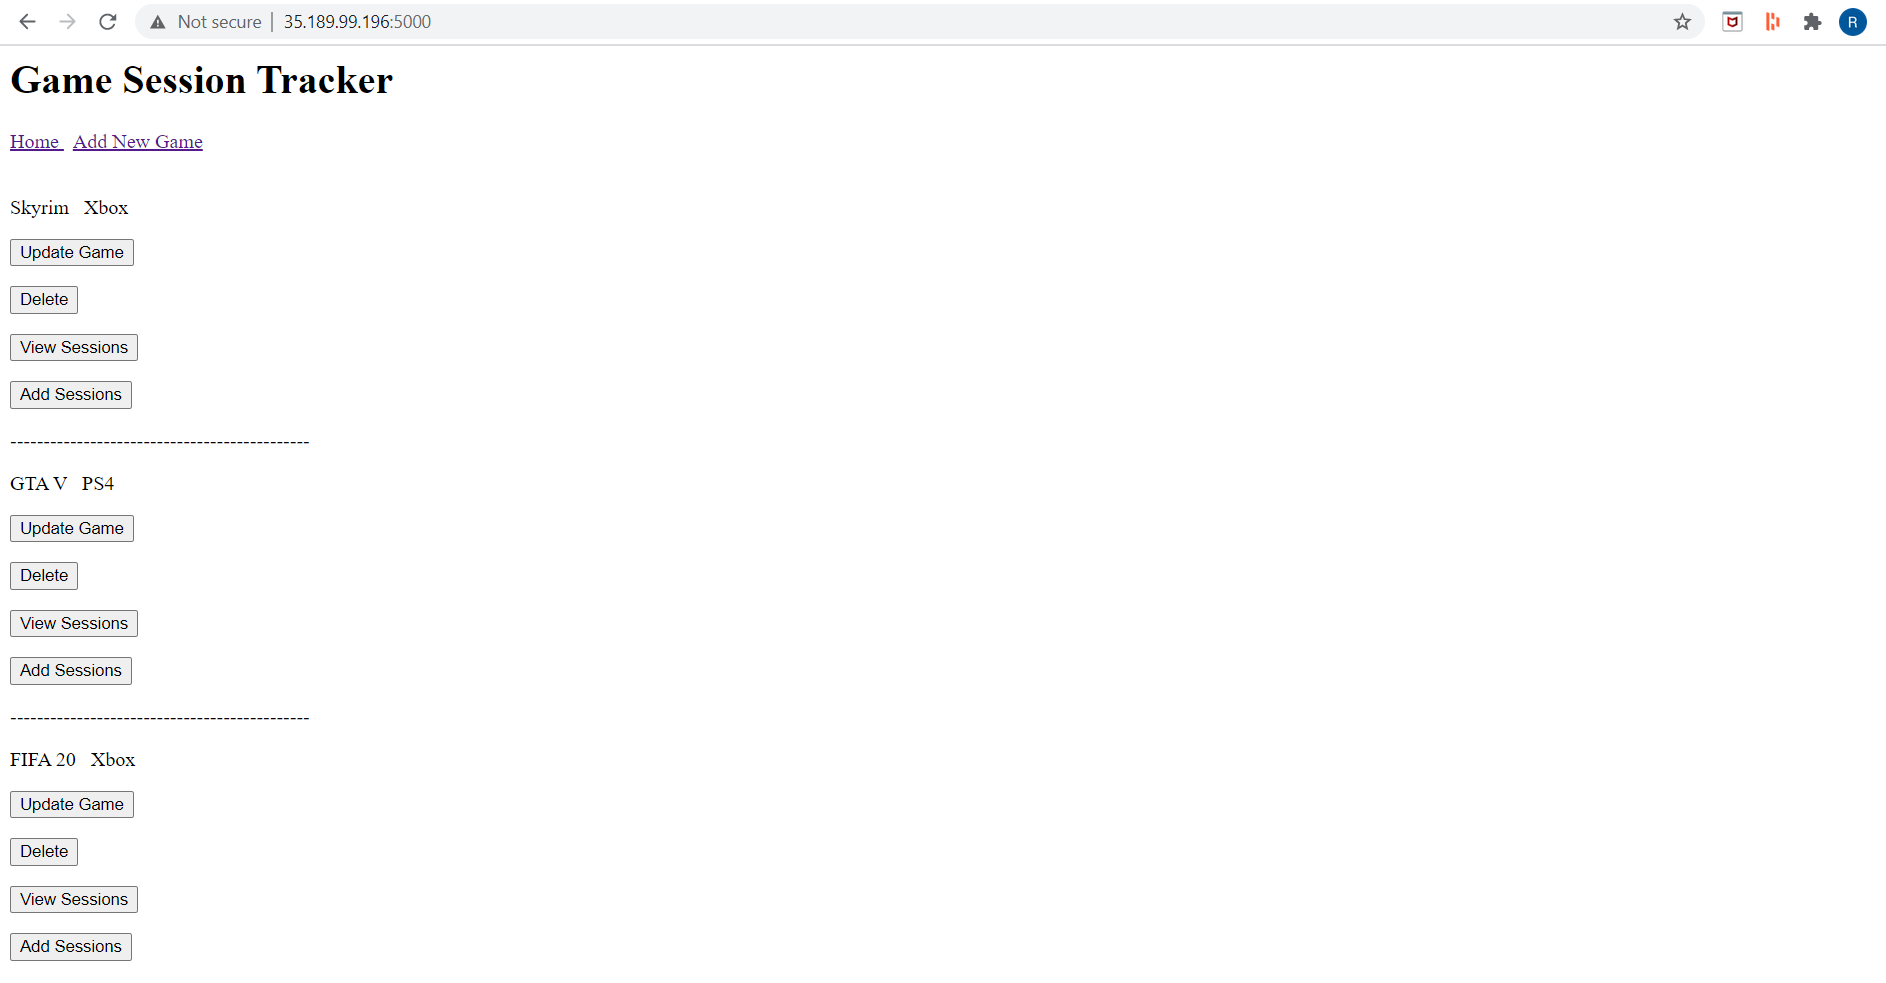 Not secure | 35.189.99.196:5000
R
Game Session Tracker
Home Add New Game
Skyrim Xbox
Update Game
Delete
View Sessions
Add Sessions
---------------------------------------------
GTA V PS4
Update Game
Delete
View Sessions
Add Sessions
---------------------------------------------
FIFA 20 Xbox
Update Game
Delete
View Sessions
Add Sessions